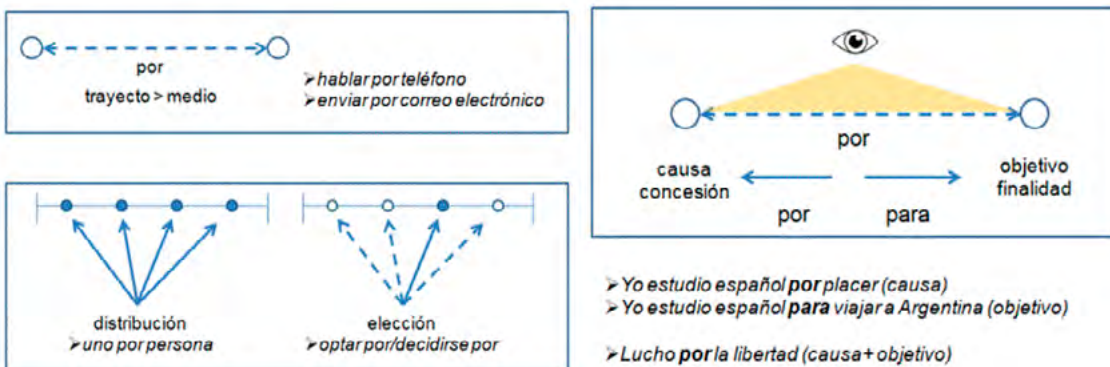 por
trayecto > medio
➢hablar por teléfono
➢enviar por correo electrónico
distribución
➢uno por persona
elección
➢optar por/decidirse por
por
causa
concesión
objetivo
finalidad
por
para
➢Yo estudio español por placer (causa)
➢Yo estudio español para viajar a Argentina (objetivo)
➢Lucho por la libertad (causa+ objetivo)